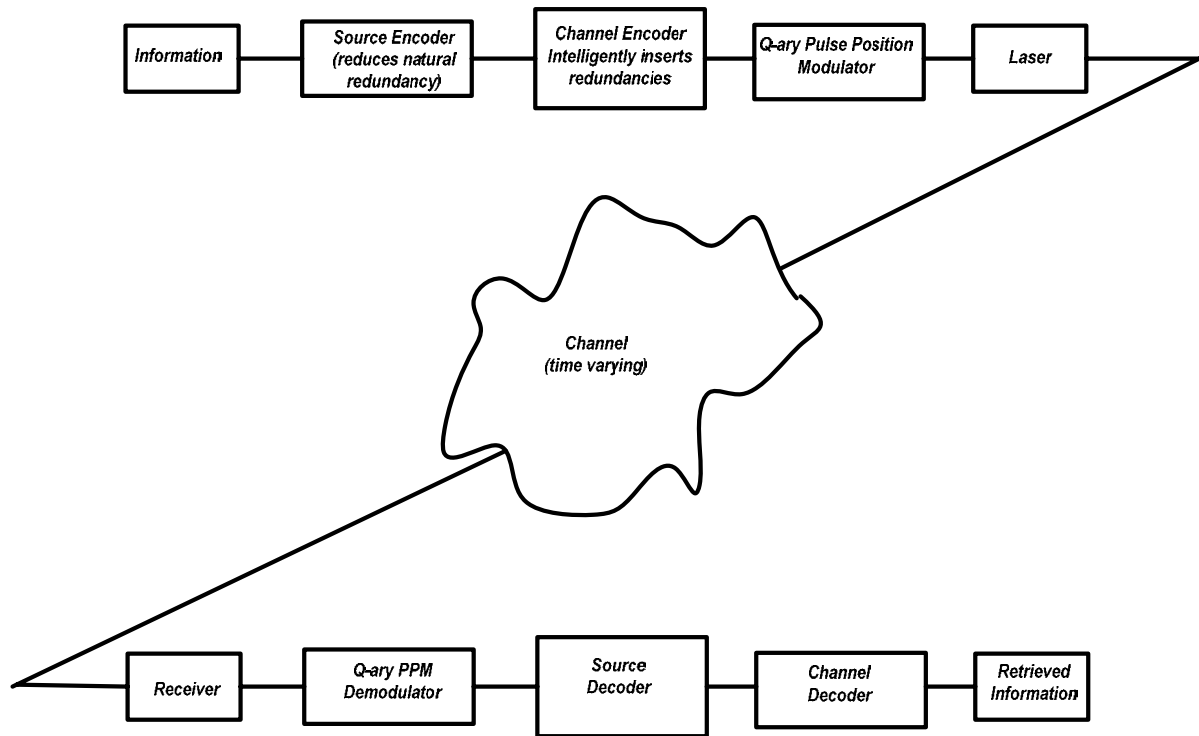 Information
Source Encoder
(reduces natural
redundancy)
Channel Encoder
Intelligently inserts
redundancies
Q-ary Pulse Position
Modulator
Laser
Channel
(time varying)
Receiver
Q-ary PPM
Demodulator
Source
Decoder
Channel
Decoder
Retrieved
Information